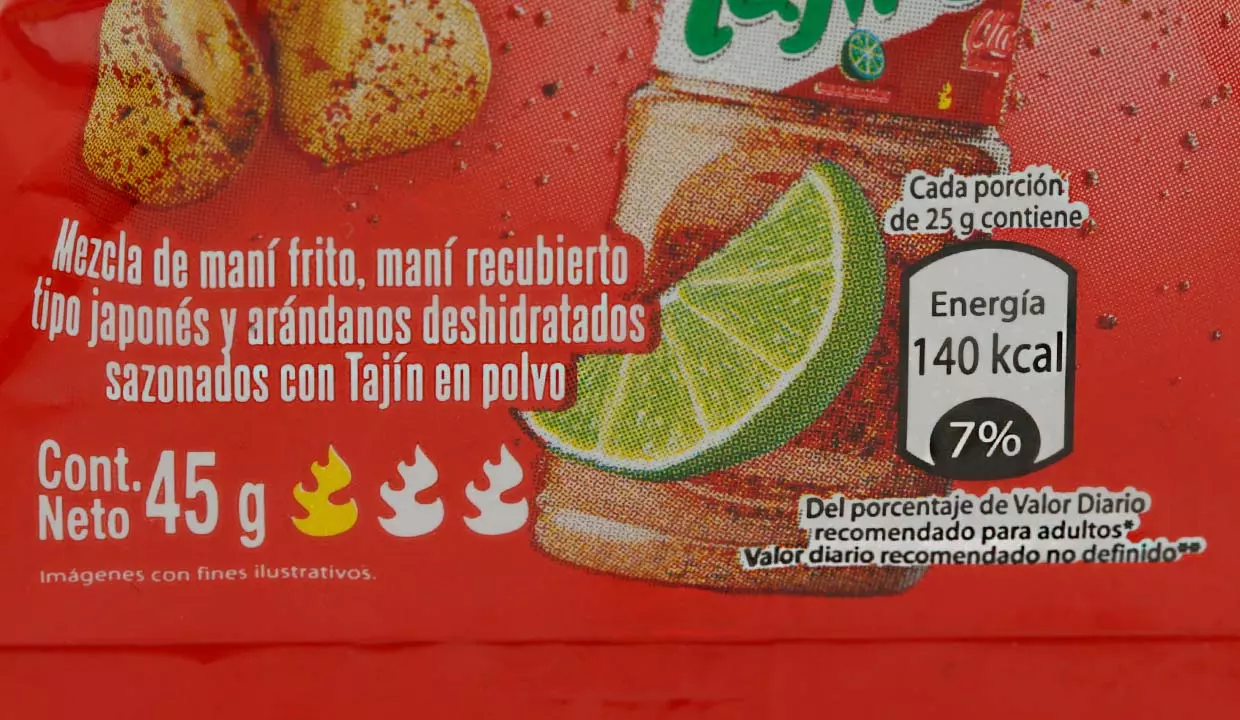 Tajín
Cada porción
de 25 g contiene
Energía
140 kcal
7%
Mezcla de maní frito, maní recubierto
tipo japonés y arándanos deshidratados
sazonados con Tajín en polvo
Cont.
Neto 45 g
Imágenes con fines ilustrativos.
Del porcentaje de Valor Diario
recomendado para adultos*
Valor diario recomendado no definido**